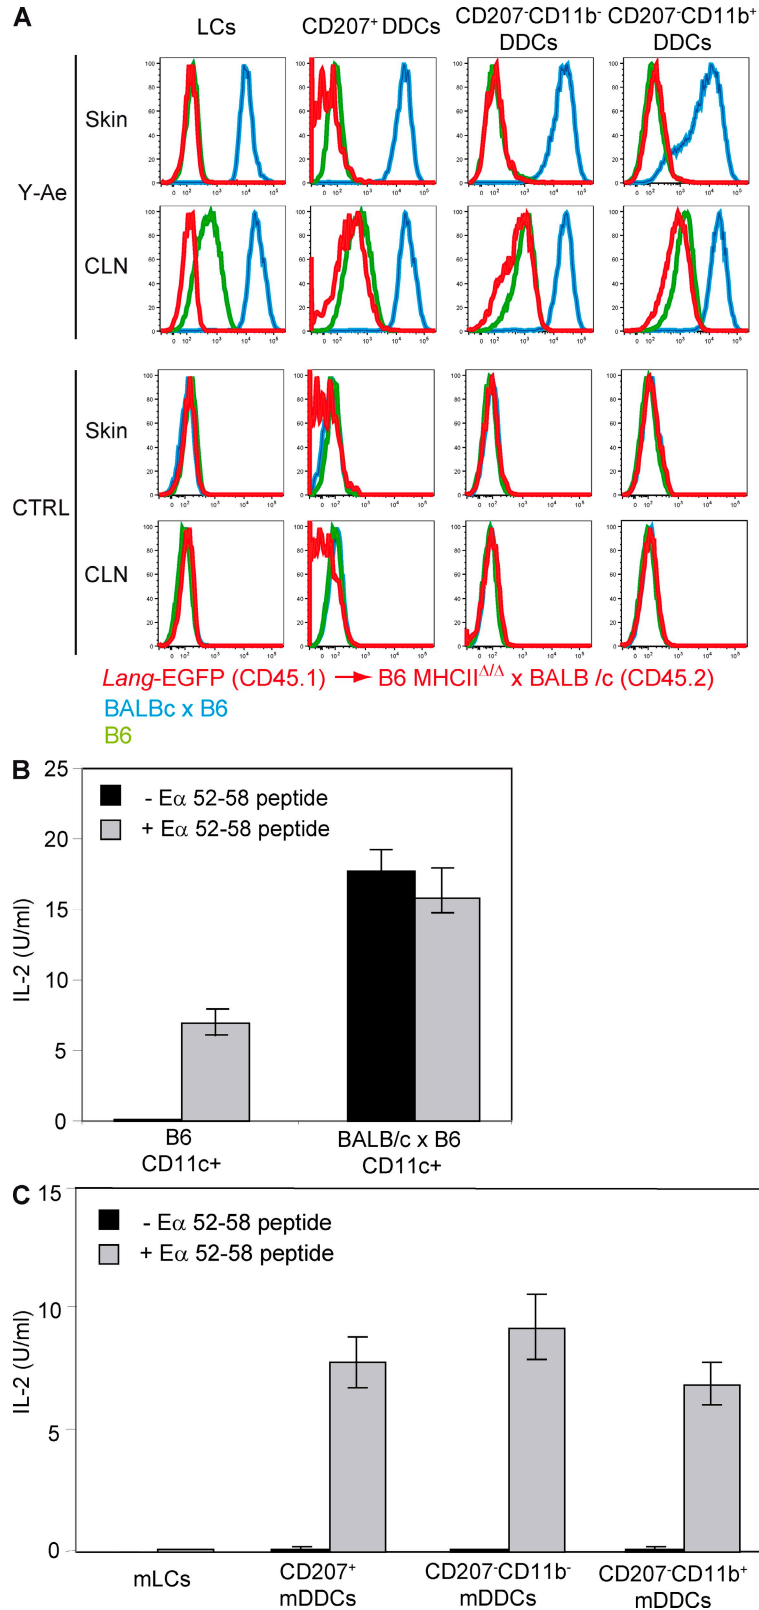 A
LCs
CD207⁺ DDCs
CD207⁻CD11b⁻ DDCs
CD207⁻CD11b⁺ DDCs
Y-Ae
Skin
CLN
CTRL
Skin
CLN
Lang-EGFP (CD45.1) → B6 MHCII^Δ/Δ x BALB /c (CD45.2)
BALBc x B6
B6
B
25
20
15
10
5
0
IL-2 (U/ml)
- Eα 52-58 peptide
+ Eα 52-58 peptide
B6
CD11c+
BALB/c x B6
CD11c+
C
15
10
5
0
IL-2 (U/ml)
- Eα 52-58 peptide
+ Eα 52-58 peptide
mLCs
CD207⁺
mDDCs
CD207⁻CD11b⁻
mDDCs
CD207⁻CD11b⁺
mDDCs